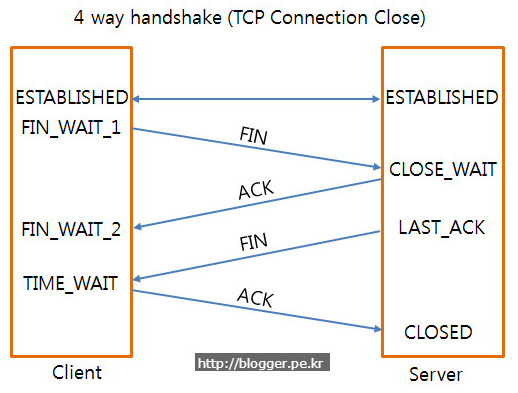 4 way handshake (TCP Connection Close)
ESTABLISHED
ESTABLISHED
FIN_WAIT_1
FIN
CLOSE_WAIT
ACK
FIN_WAIT_2
LAST_ACK
FIN
TIME_WAIT
ACK
CLOSED
http://blogger.pe.kr
Client
Server